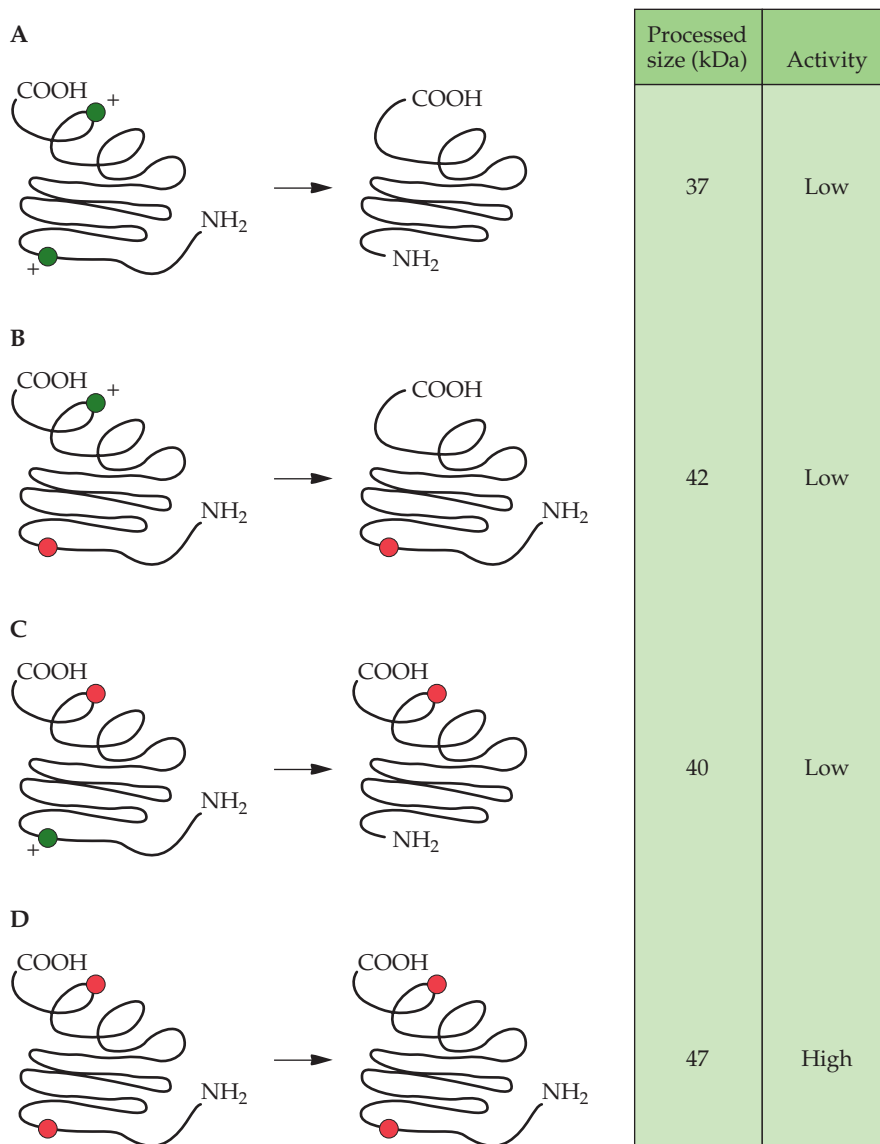 Processed
size (kDa)
Activity
A
COOH
+
COOH
NH2
+
NH2
37
Low
B
COOH
+
COOH
NH2
NH2
42
Low
C
COOH
COOH
NH2
+
NH2
40
Low
D
COOH
COOH
NH2
NH2
47
High